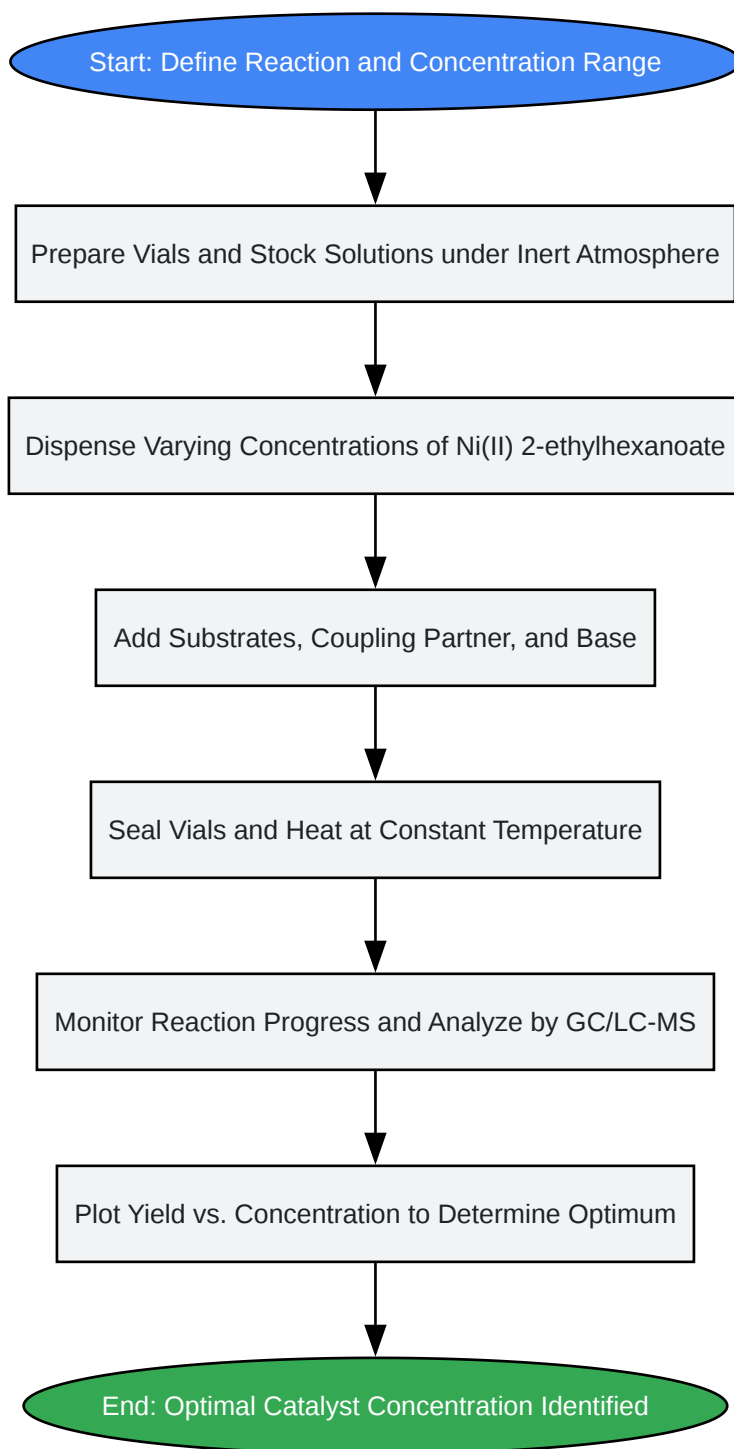 Start: Define Reaction and Concentration Range
Prepare Vials and Stock Solutions under Inert Atmosphere
Dispense Varying Concentrations of Ni(II) 2-ethylhexanoate
Add Substrates, Coupling Partner, and Base
Seal Vials and Heat at Constant Temperature
Monitor Reaction Progress and Analyze by GC/LC-MS
Plot Yield vs. Concentration to Determine Optimum
End: Optimal Catalyst Concentration Identified